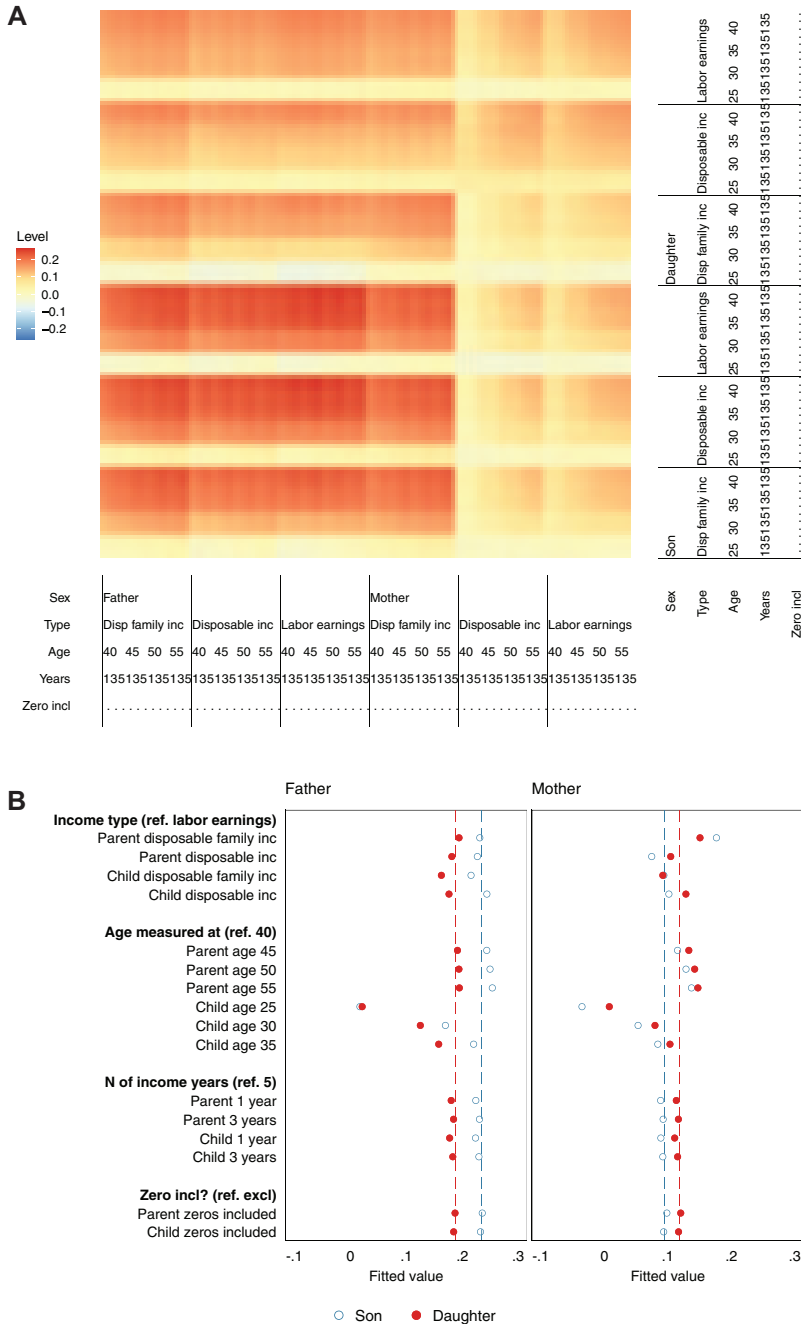 A
Level
0.2
0.1
0.0
−0.1
−0.2
Daughter
Son
Labor earnings
Disposable inc
Disp family inc
Labor earnings
Disposable inc
Disp family inc
25 30 35 40
25 30 35 40
25 30 35 40
25 30 35 40
25 30 35 40
25 30 35 40
135135135135
135135135135
135135135135
135135135135
135135135135
135135135135
Sex
Type
Age
Years
Zero incl
Sex Father Mother
Type Disp family inc Disposable inc Labor earnings Disp family inc Disposable inc Labor earnings
Age 40 45 50 55 40 45 50 55 40 45 50 55 40 45 50 55 40 45 50 55 40 45 50 55
Years 135135135135 135135135135 135135135135 135135135135 135135135135 135135135135
Zero incl . . . . . . . . . . . . . . . . . . . . . . . . . . . . . . . . . . . . . . . . . . . . . . . . . . . . . . . . . . . . . . . . . . . . . . . .
B
Father Mother
Income type (ref. labor earnings)
Parent disposable family inc
Parent disposable inc
Child disposable family inc
Child disposable inc
Age measured at (ref. 40)
Parent age 45
Parent age 50
Parent age 55
Child age 25
Child age 30
Child age 35
N of income years (ref. 5)
Parent 1 year
Parent 3 years
Child 1 year
Child 3 years
Zero incl? (ref. excl)
Parent zeros included
Child zeros included
-.1 0 .1 .2 .3 -.1 0 .1 .2 .3
Fitted value Fitted value
Son Daughter